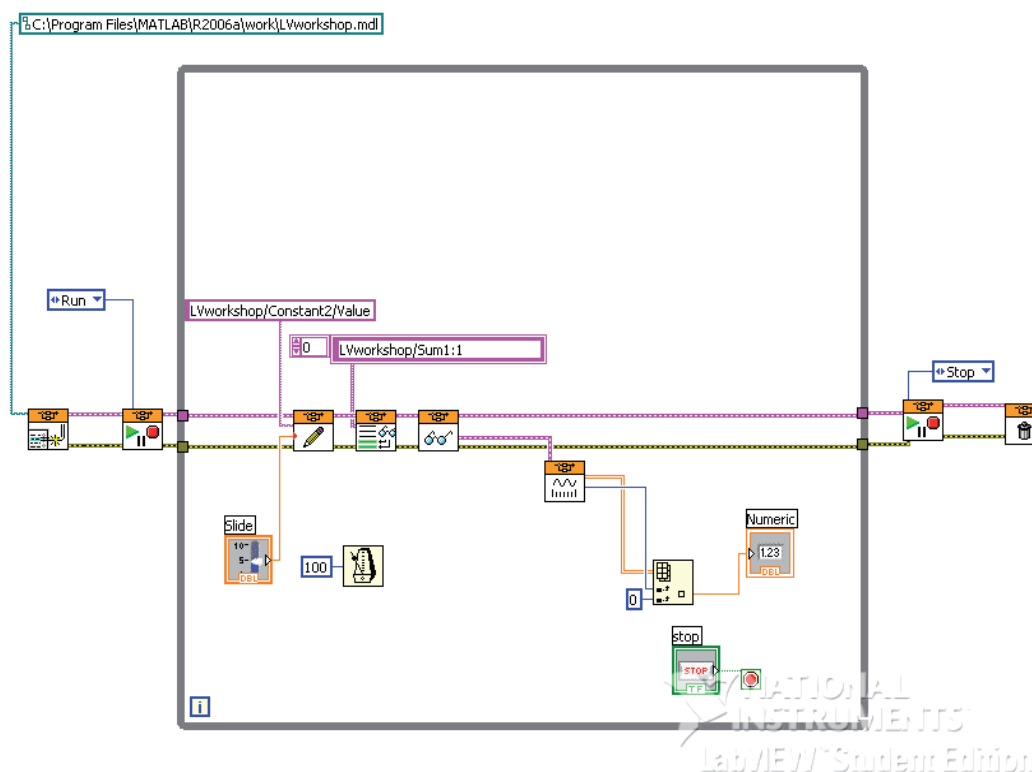 C:\Program Files\MATLAB\R2006a\work\LVworkshop.mdl
Run
LVworkshop/Constant2/Value
0
LVworkshop/Sum1:1
Stop
Slide
10
5
DBL
100
Numeric
1.23
DBL
0
stop
STOP
TF
i
NATIONAL
INSTRUMENTS
LabVIEW Student Edition